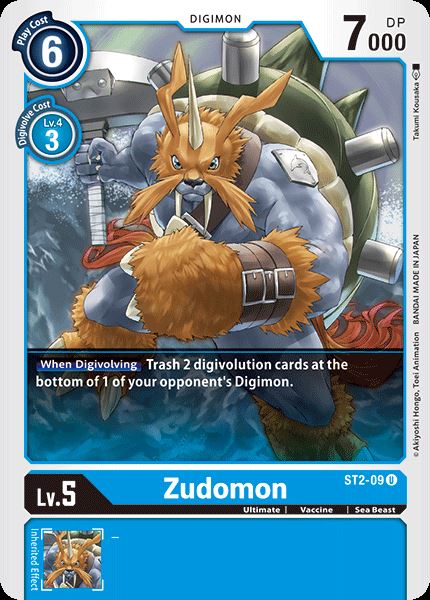 Play Cost
6
DIGIMON
7000
DP
Digivolve Cost
Lv.4
3
Takumi Kousaka
© Akiyoshi Hongo, Toei Animation BANDAI MADE IN JAPAN
When Digivolving Trash 2 digivolution cards at the
bottom of 1 of your opponent's Digimon.
ST2-09 U
Lv.5
Zudomon
Ultimate | Vaccine | Sea Beast
Inherited Effect
–